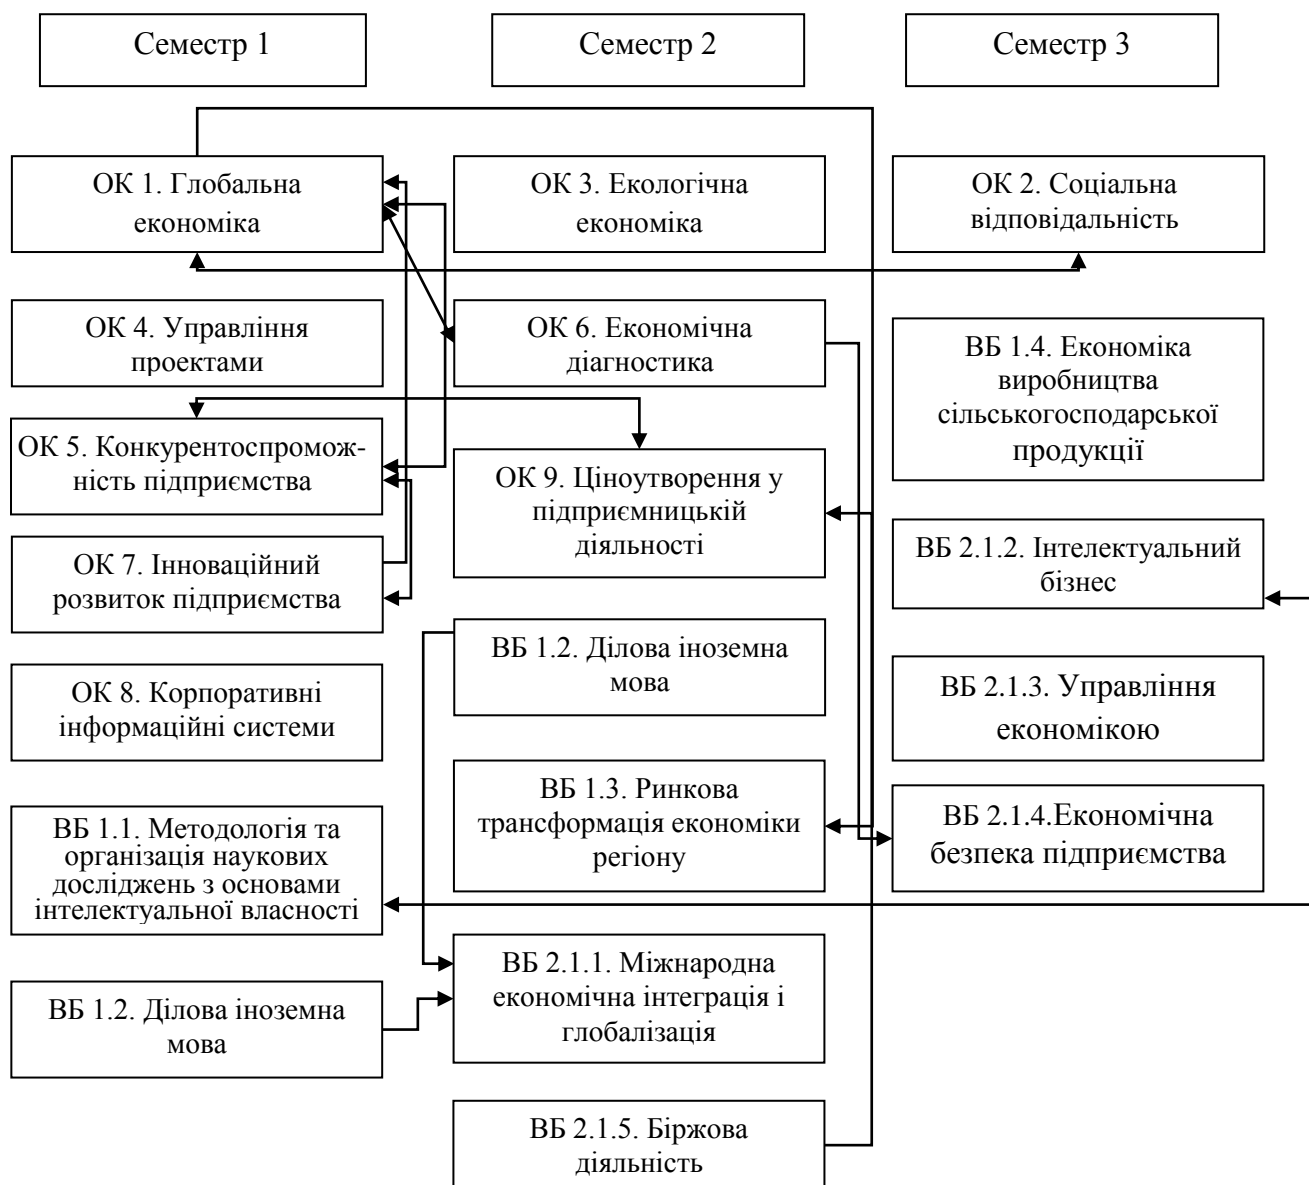 Семестр 1
Семестр 2
Семестр 3
ОК 1. Глобальна
економіка
ОК 3. Екологічна
економіка
ОК 2. Соціальна
відповідальність
ОК 4. Управління
проектами
ОК 6. Економічна
діагностика
ВБ 1.4. Економіка
виробництва
сільськогосподарської
продукції
ОК 5. Конкурентоспромож-
ність підприємства
ОК 9. Ціноутворення у
підприємницькій
діяльності
ОК 7. Інноваційний
розвиток підприємства
ВБ 2.1.2. Інтелектуальний
бізнес
ОК 8. Корпоративні
інформаційні системи
ВБ 1.2. Ділова іноземна
мова
ВБ 2.1.3. Управління
економікою
ВБ 1.1. Методологія та
організація наукових
досліджень з основами
інтелектуальної власності
ВБ 1.3. Ринкова
трансформація економіки
регіону
ВБ 2.1.4.Економічна
безпека підприємства
ВБ 1.2. Ділова іноземна
мова
ВБ 2.1.1. Міжнародна
економічна інтеграція і
глобалізація
ВБ 2.1.5. Біржова
діяльність